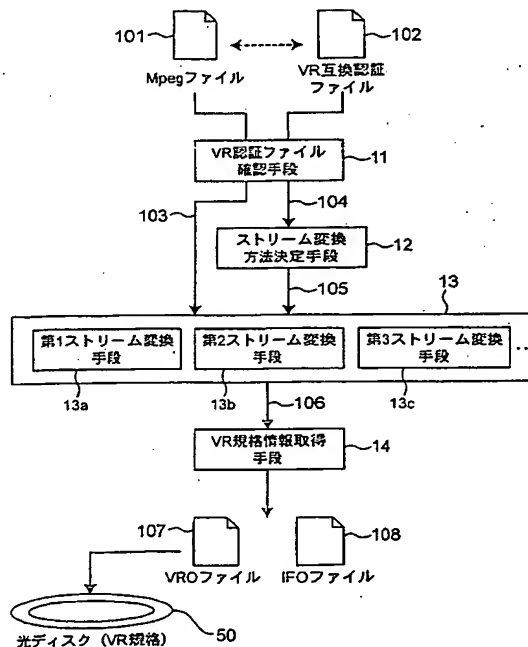 101
102
Mpegファイル
VR互換認証
ファイル
VR認証ファイル
確認手段
11
103
104
ストリーム変換
方法決定手段
12
105
13
第1ストリーム変換
手段
第2ストリーム変換
手段
第3ストリーム変換
手段
...
13a
13b
13c
106
VR規格情報取得
手段
14
107
108
VROファイル
IFOファイル
50
光ディスク(VR規格)